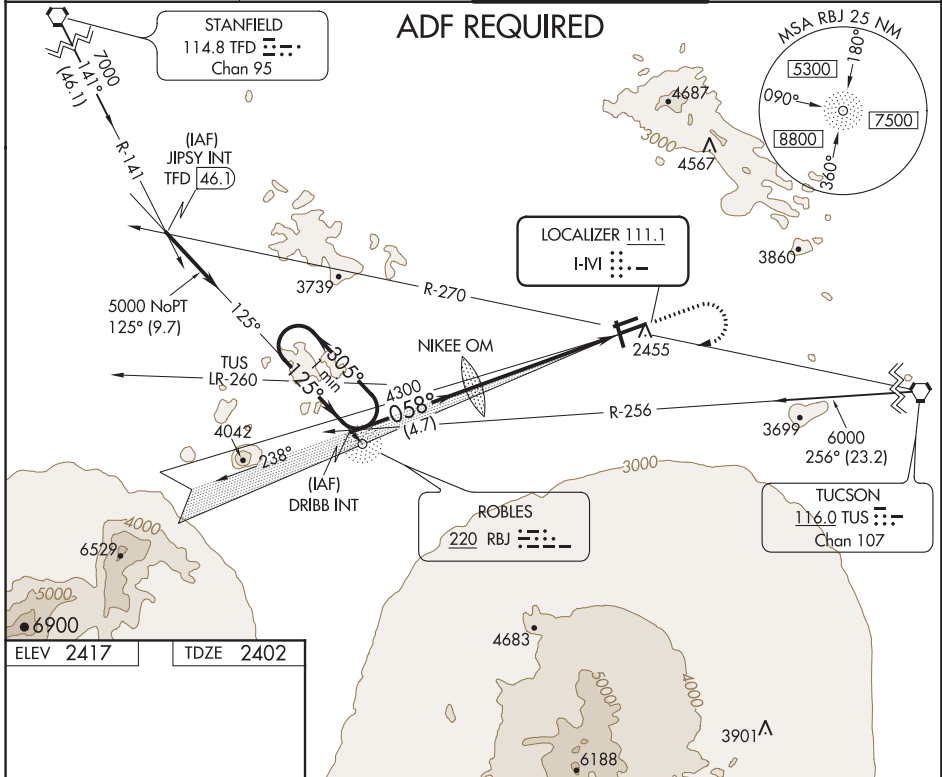 ADF REQUIRED
STANFIELD
114.8 TFD
Chan 95
7000
141°
(46.1)
R-141
(IAF)
JIPSY INT
TFD 46.1
5000 NoPT
125° (9.7)
125°
3739
R-270
MSA RBJ 25 NM
180°
5300
090°
7500
8800
360°
4687
3000
4567
3860
LOCALIZER 111.1
I-IVI
2455
NIKEE OM
305°
1 min
125°
TUS
LR-260
4300
058°
(4.7)
R-256
4042
238°
(IAF)
DRIBB INT
3699
6000
256° (23.2)
ROBLES
220 RBJ
TUCSON
116.0 TUS
Chan 107
3000
4000
6529
5000
6900
4683
5000
4000
3901
6188
ELEV 2417
TDZE 2402